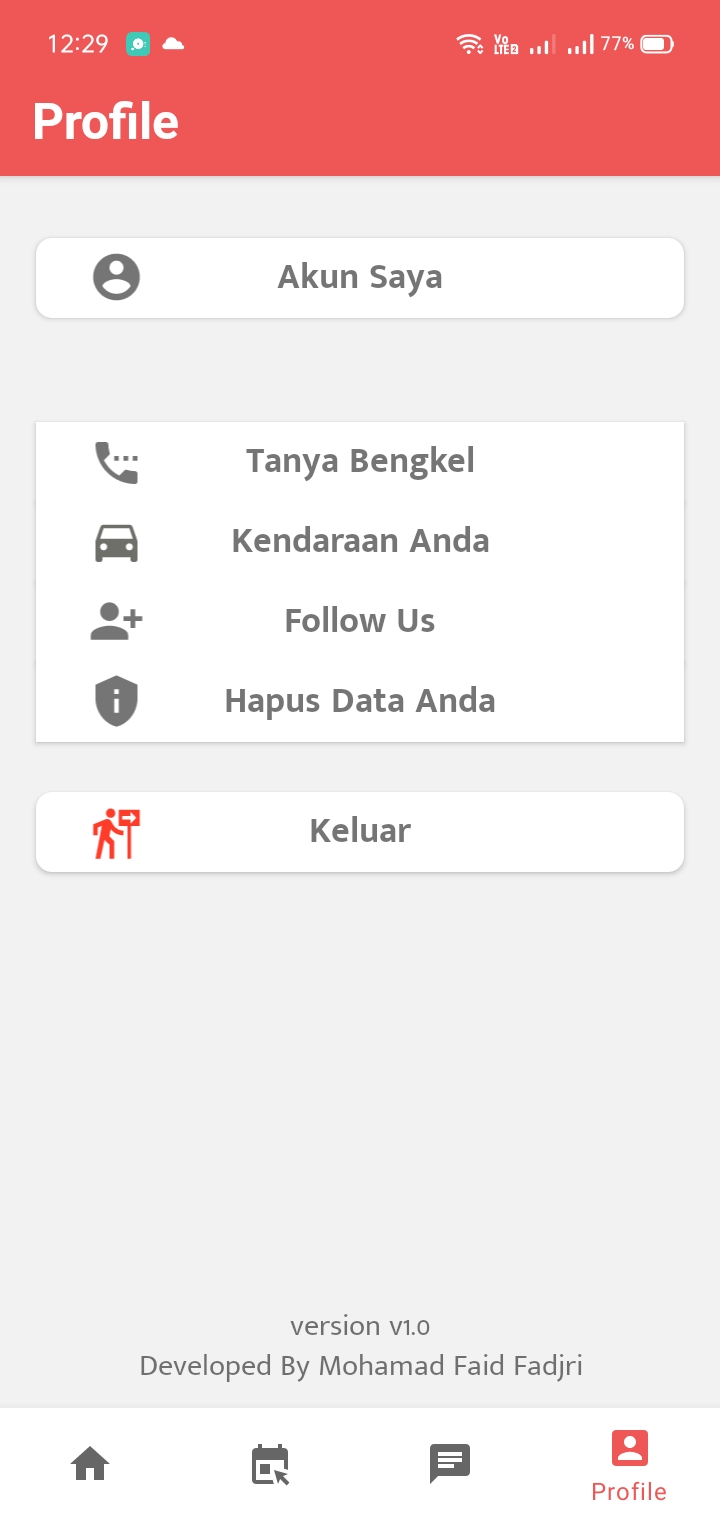 12:29
Vo LTE2 77%
Profile
Akun Saya
Tanya Bengkel
Kendaraan Anda
Follow Us
Hapus Data Anda
Keluar
version v1.0
Developed By Mohamad Faid Fadjri
Profile